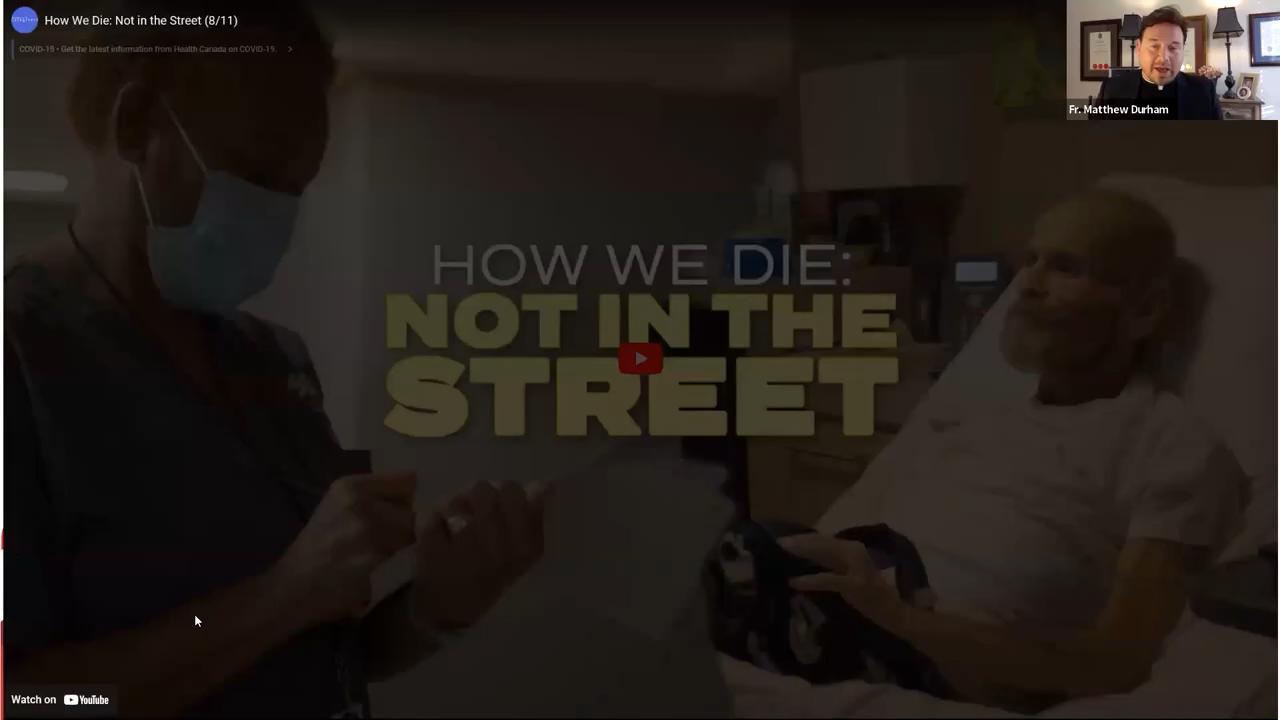 How We Die: Not in the Street (8/11)
COVID-19 • Get the latest information from Health Canada on COVID-19.
Fr. Matthew Durham
HOW WE DIE:
NOT IN THE
STREET
Watch on YouTube